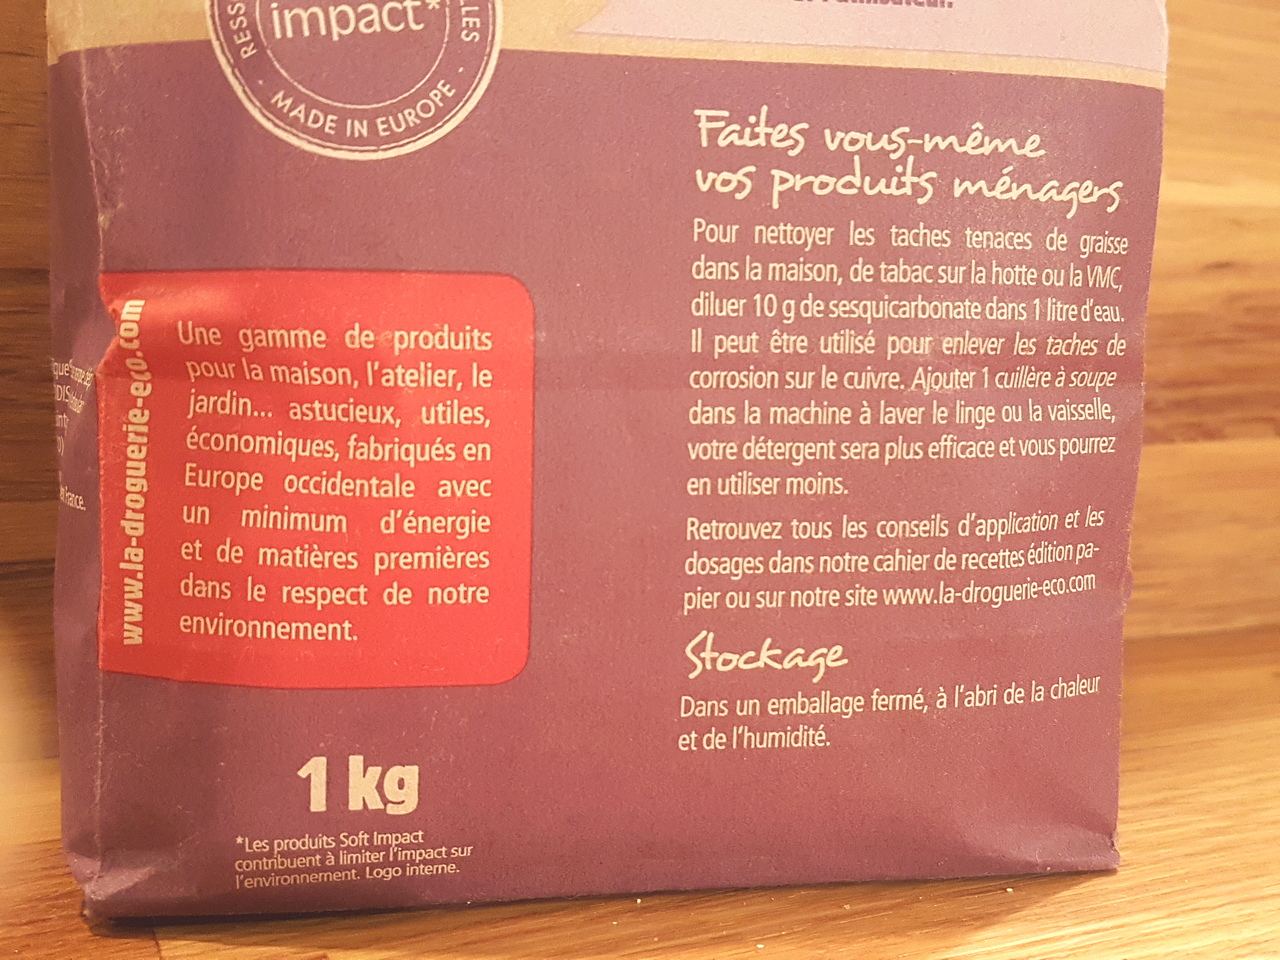 impact*
MADE IN EUROPE
www.la-droguerie-eco.com
Une gamme de produits
pour la maison, l'atelier, le
jardin... astucieux, utiles,
économiques, fabriqués en
Europe occidentale avec
un minimum d'énergie
et de matières premières
dans le respect de notre
environnement.
1 kg
*Les produits Soft Impact
contribuent à limiter l'impact sur
l'environnement. Logo interne.
Faites vous-même
vos produits ménagers
Pour nettoyer les taches tenaces de graisse
dans la maison, de tabac sur la hotte ou la VMC,
diluer 10 g de sesquicarbonate dans 1 litre d'eau.
Il peut être utilisé pour enlever les taches de
corrosion sur le cuivre. Ajouter 1 cuillère à soupe
dans la machine à laver le linge ou la vaisselle,
votre détergent sera plus efficace et vous pourrez
en utiliser moins.
Retrouvez tous les conseils d'application et les
dosages dans notre cahier de recettes édition pa-
pier ou sur notre site www.la-droguerie-eco.com
Stockage
Dans un emballage fermé, à l'abri de la chaleur
et de l'humidité.